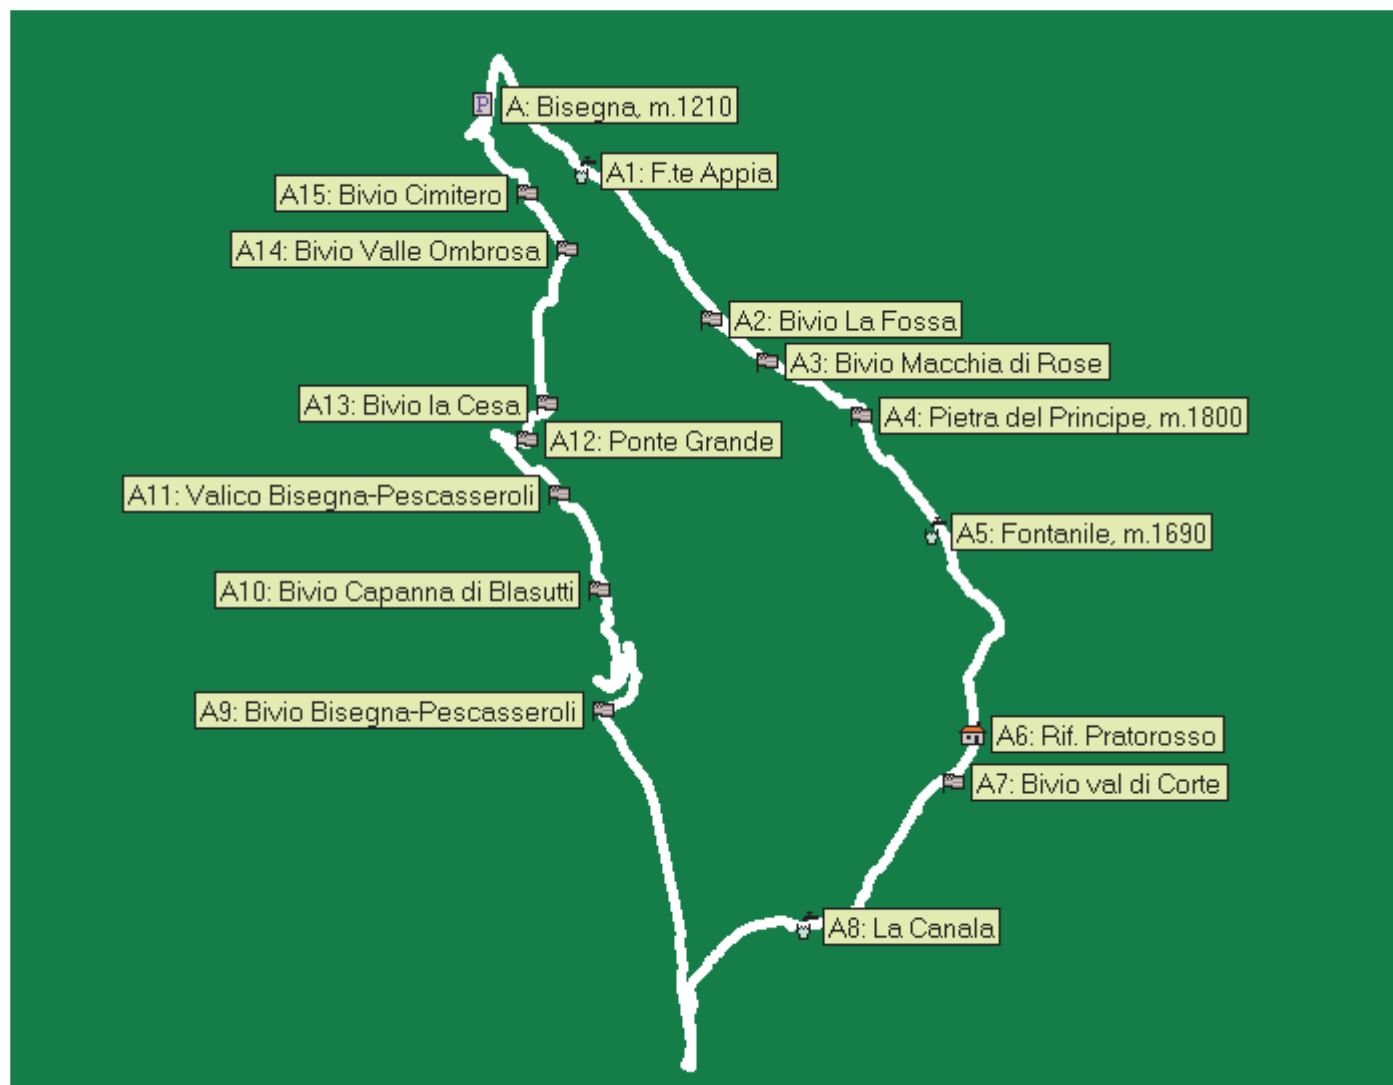 P
A: Bisegna, m.1210
A1: F.te Appia
A15: Bivio Cimitero
A14: Bivio Valle Ombrosa
A2: Bivio La Fossa
A3: Bivio Macchia di Rose
A13: Bivio la Cesa
A4: Pietra del Principe, m.1800
A12: Ponte Grande
A11: Valico Bisegna-Pescasseroli
A5: Fontanile, m.1690
A10: Bivio Capanna di Blasutti
A9: Bivio Bisegna-Pescasseroli
A6: Rif. Pratorosso
A7: Bivio val di Corte
A8: La Canala